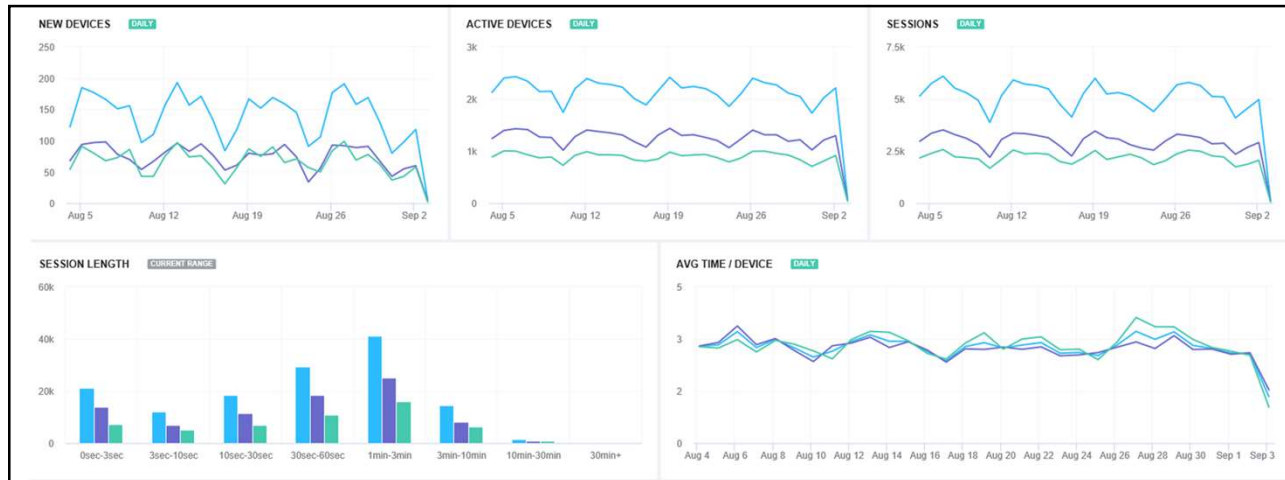 NEW DEVICES DAILY
250
200
150
100
50
0
Aug 5 Aug 12 Aug 19 Aug 26 Sep 2
ACTIVE DEVICES DAILY
3k
2k
1k
0
Aug 5 Aug 12 Aug 19 Aug 26 Sep 2
SESSIONS DAILY
7.5k
5k
2.5k
0
Aug 5 Aug 12 Aug 19 Aug 26 Sep 2
SESSION LENGTH CURRENT RANGE
60k
40k
20k
0
0sec-3sec 3sec-10sec 10sec-30sec 30sec-60sec 1min-3min 3min-10min 10min-30min 30min+
AVG TIME / DEVICE DAILY
5
3
2
0
Aug 4 Aug 6 Aug 8 Aug 10 Aug 12 Aug 14 Aug 16 Aug 18 Aug 20 Aug 22 Aug 24 Aug 26 Aug 28 Aug 30 Sep 1 Sep 3